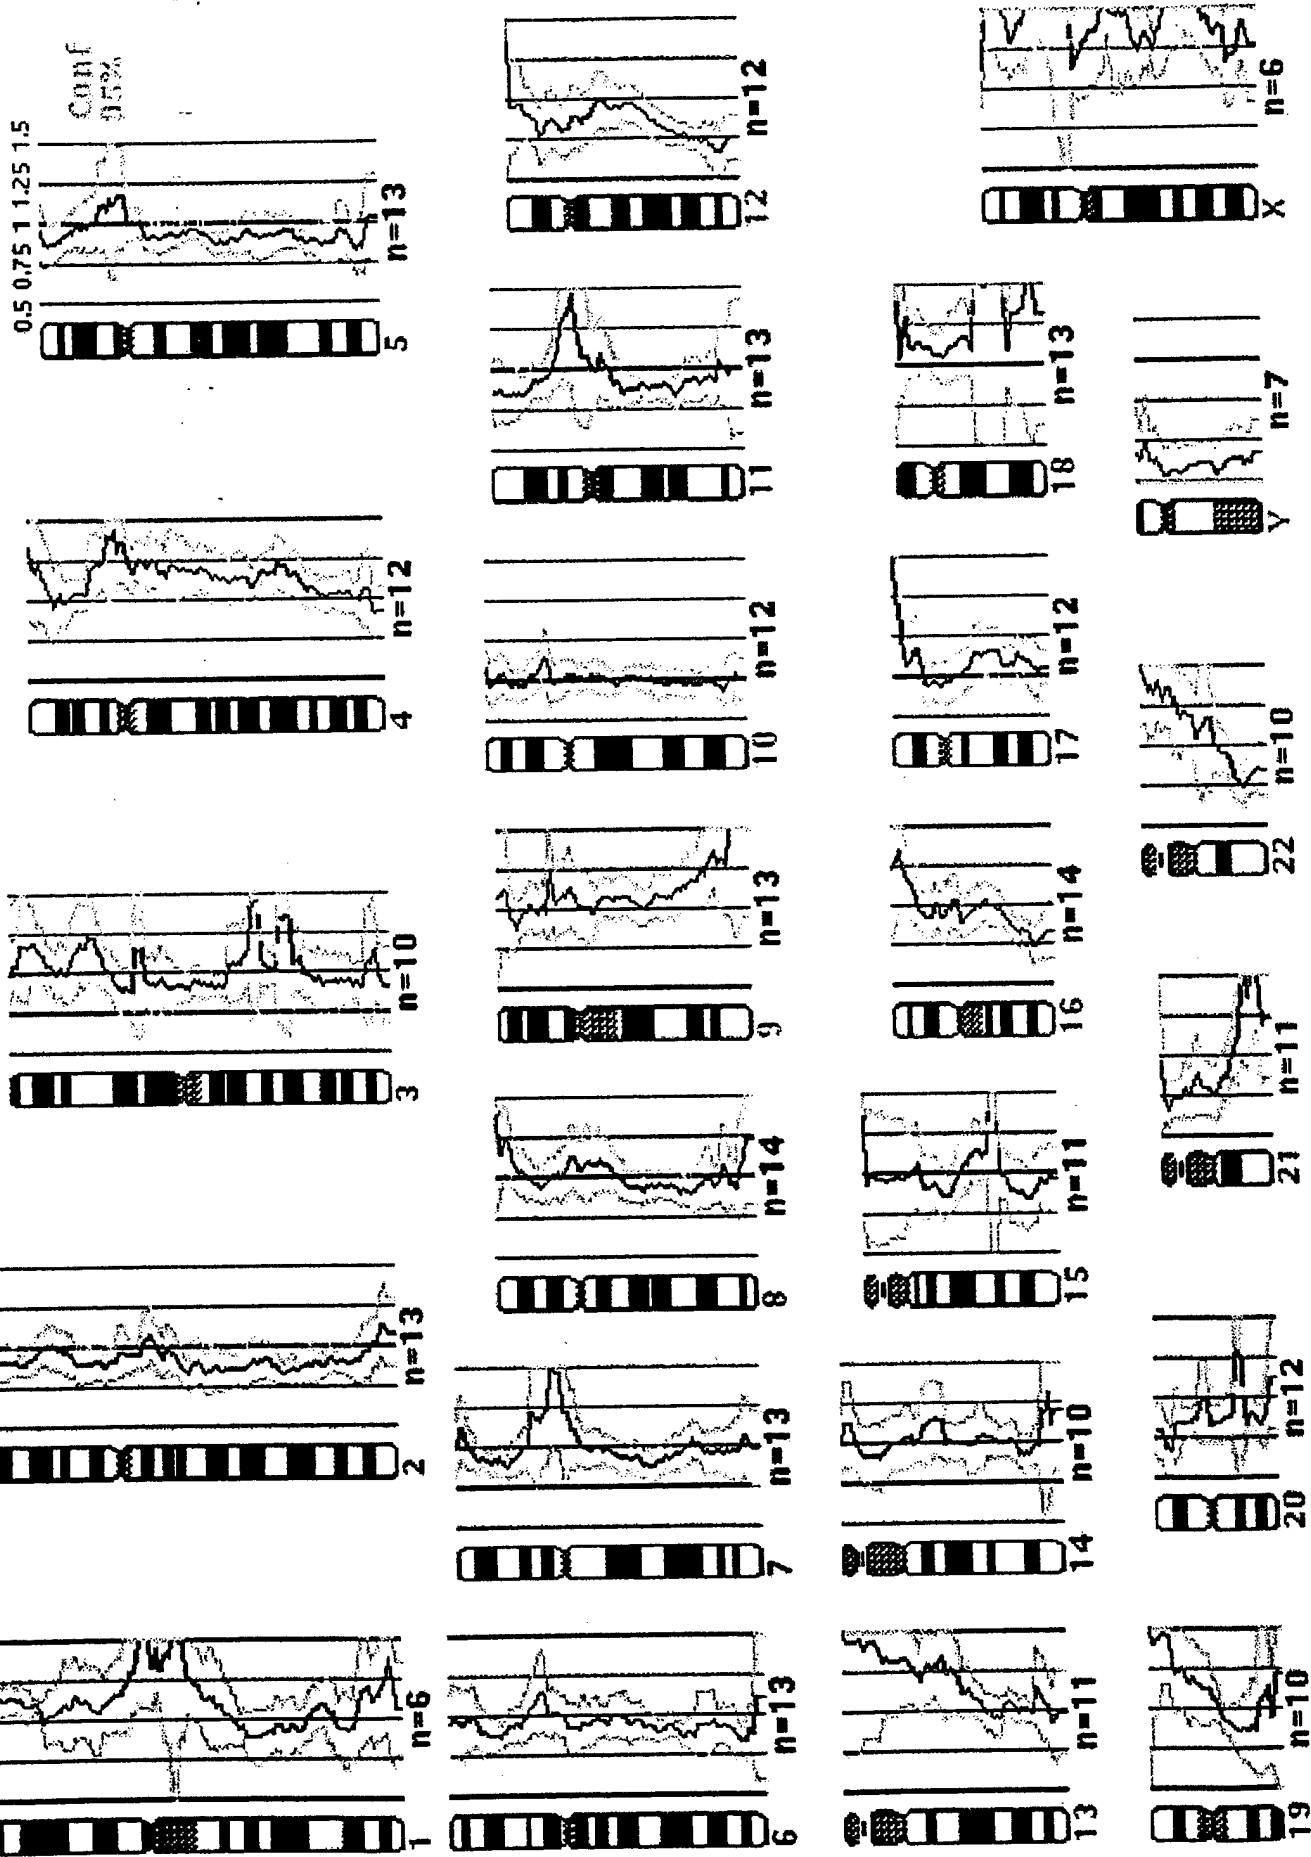 0.5 0.75 1 1.25 1.5
Conf
95%
1 n=6
2 n=13
3 n=10
4 n=12
5 n=13
6 n=13
7 n=13
8 n=14
9 n=13
10 n=12
11 n=13
12 n=12
13 n=11
14 n=10
15 n=11
16 n=14
17 n=12
18 n=13
19 n=10
20 n=12
21 n=11
22 n=10
Y n=7
X n=6